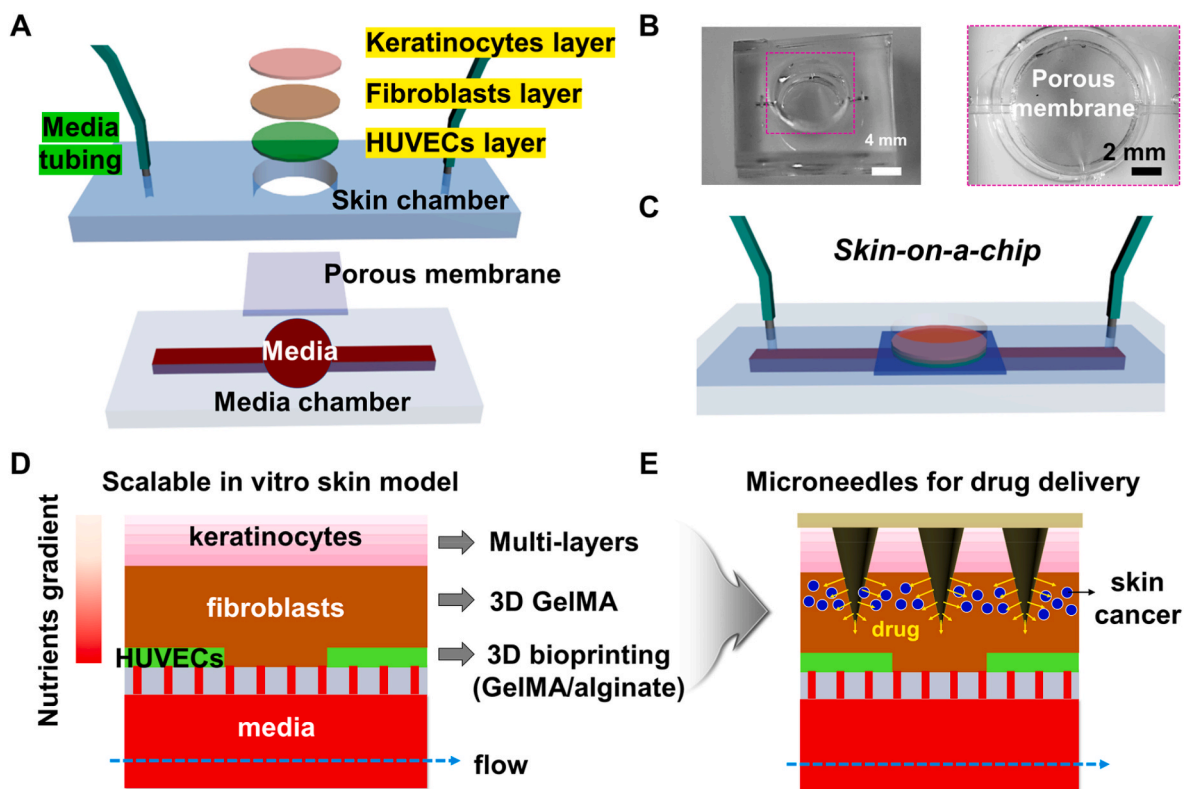 A
Keratinocytes layer
Fibroblasts layer
HUVECs layer
Media
tubing
Skin chamber
Porous membrane
Media
Media chamber
B
4 mm
Porous
membrane
2 mm
C
Skin-on-a-chip
D
Scalable in vitro skin model
Nutrients gradient
keratinocytes
Multi-layers
fibroblasts
3D GelMA
HUVECs
3D bioprinting
(GelMA/alginate)
media
flow
E
Microneedles for drug delivery
skin
cancer
drug